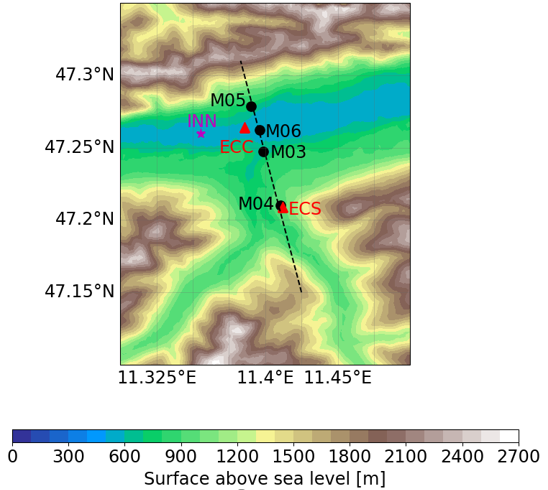 47.3°N
M05
INN
M06
47.25°N
ECC
M03
M04
ECS
47.2°N
47.15°N
11.325°E 11.4°E 11.45°E
0 300 600 900 1200 1500 1800 2100 2400 2700
Surface above sea level [m]